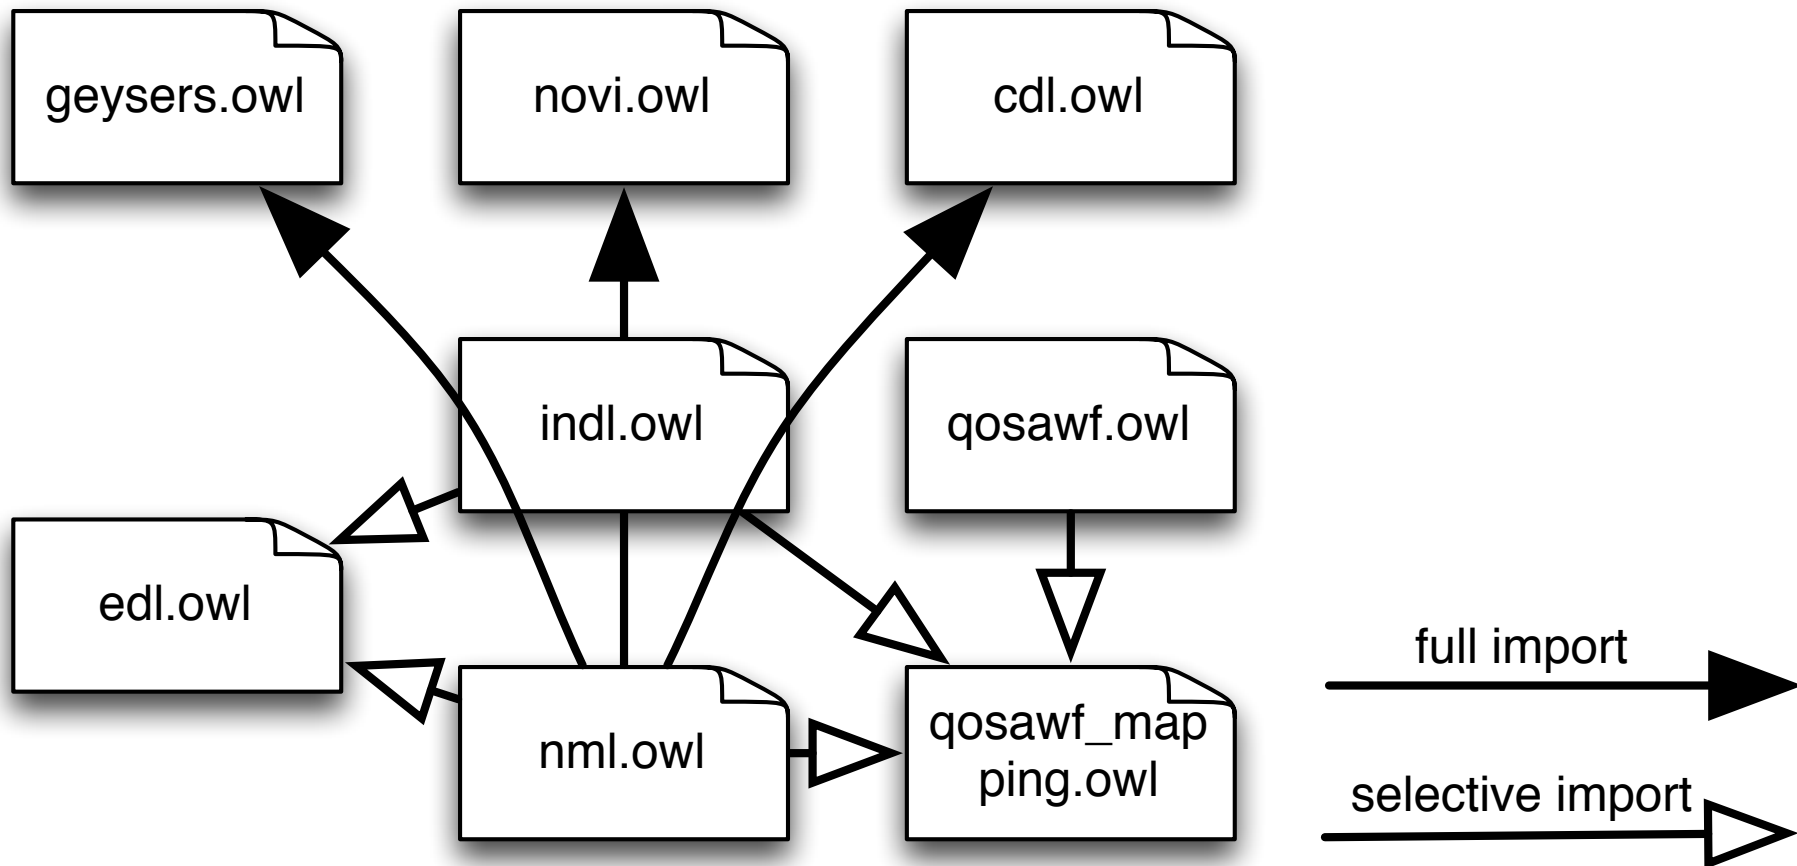 geysers.owl
novi.owl
cdl.owl
indl.owl
qosawf.owl
edl.owl
nml.owl
qosawf_map
ping.owl
full import
selective import